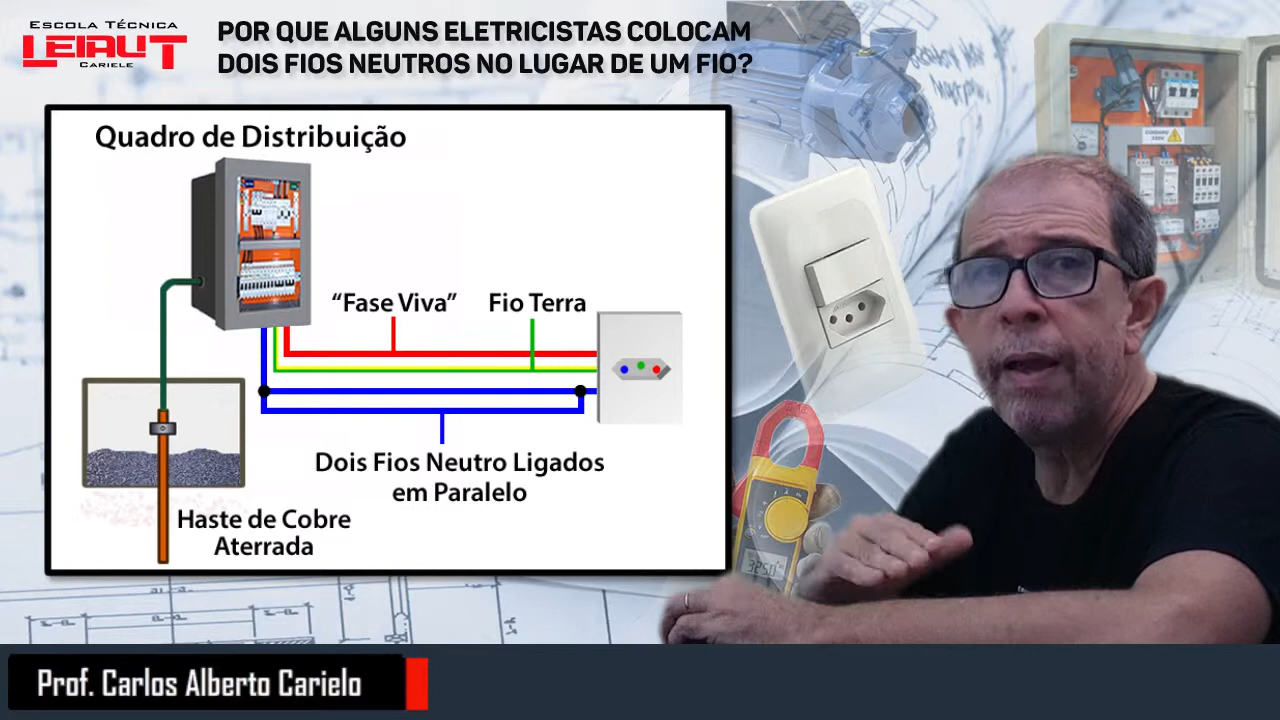 Escola Técnica
LEIAUT
Cariele
POR QUE ALGUNS ELETRICISTAS COLOCAM
DOIS FIOS NEUTROS NO LUGAR DE UM FIO?
Quadro de Distribuição
“Fase Viva” Fio Terra
Dois Fios Neutro Ligados
em Paralelo
Haste de Cobre
Aterrada
325.0
Prof. Carlos Alberto Carielo